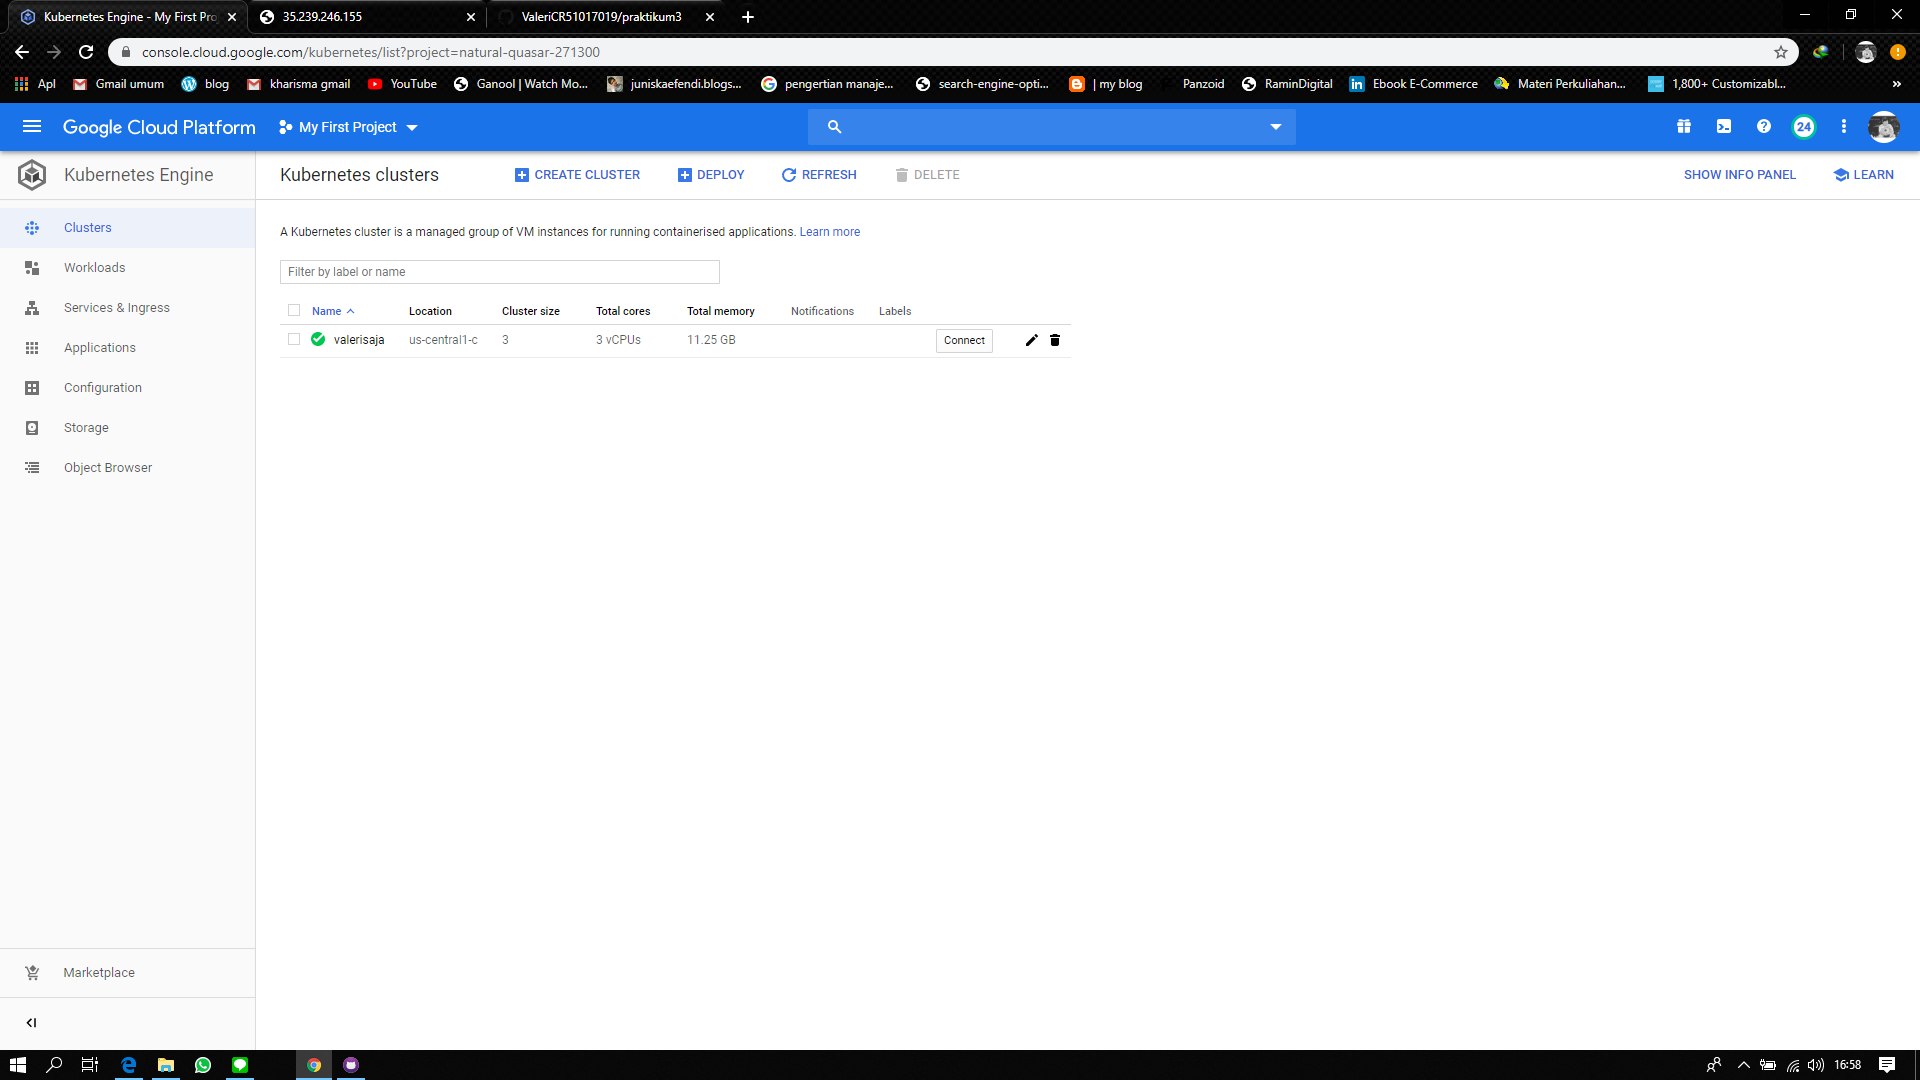 Kubernetes Engine - My First Pro
35.239.246.155
ValeriCR51017019/praktikum3
console.cloud.google.com/kubernetes/list?project=natural-quasar-271300
Apl
Gmail umum
blog
kharisma gmail
YouTube
Ganool | Watch Mo...
juniskaefendi.blogs...
pengertian manaje...
search-engine-opti...
| my blog
Panzoid
RaminDigital
Ebook E-Commerce
Materi Perkuliahan...
1,800+ Customizabl...
»
Google Cloud Platform
My First Project
24
Kubernetes Engine
Kubernetes clusters
CREATE CLUSTER
DEPLOY
REFRESH
DELETE
SHOW INFO PANEL
LEARN
Clusters
Workloads
Services & Ingress
Applications
Configuration
Storage
Object Browser
Marketplace
A Kubernetes cluster is a managed group of VM instances for running containerised applications. Learn more
Filter by label or name
Name Location Cluster size Total cores Total memory Notifications Labels
valerisaja us-central1-c 3 3 vCPUs 11.25 GB Connect
16:58